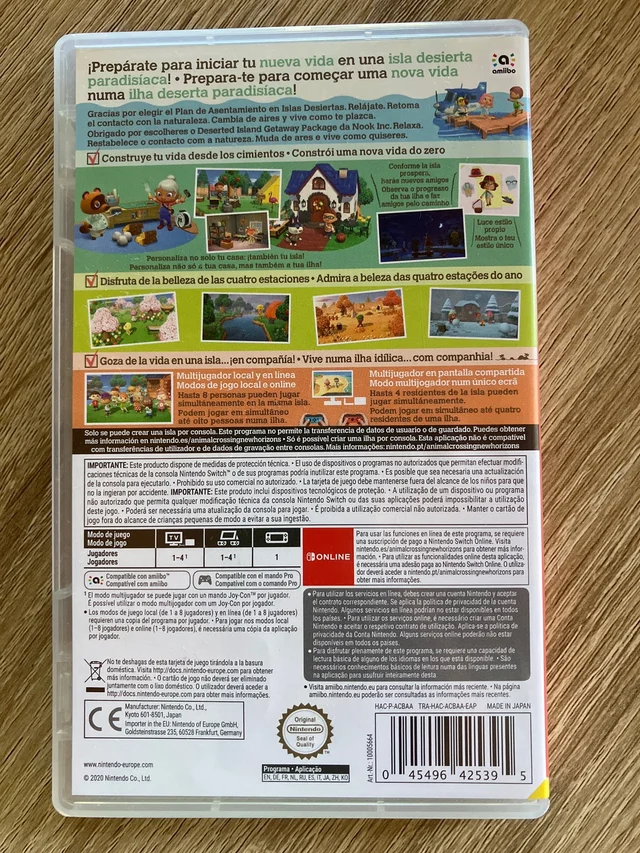 ¡Prepárate para iniciar tu nueva vida en una isla desierta
paradisíaca! • Prepara-te para começar uma nova vida
numa ilha deserta paradisíaca!
amiibo
Gracias por elegir el Plan de Asentamiento en Islas Desiertas. Relájate. Retoma
el contacto con la naturaleza. Cambia de aires y vive como te plazca.
Obrigado por escolheres o Deserted Island Getaway Package da Nook Inc. Relaxa.
Restabelece o contacto com a natureza. Muda de ares e vive como quiseres.
Construye tu vida desde los cimientos • Constrói uma nova vida do zero
Conforme la isla
prospere,
harás nuevos amigos
Observa o progresso
da tua ilha e faz
amigos pelo caminho
Luce estilo
propio
Mostra o teu
estilo único
Personaliza no solo tu casa: ¡también tu isla!
Personaliza não só a tua casa, mas também a tua ilha!
Disfruta de la belleza de las cuatro estaciones • Admira a beleza das quatro estações do ano
Goza de la vida en una isla... ¡en compañía! • Vive numa ilha idílica... com companhia!
Multijugador local y en línea
Modos de jogo local e online
Hasta 8 personas pueden jugar
simultáneamente en la misma isla.
Podem jogar em simultâneo
até oito pessoas numa ilha.
Multijugador en pantalla compartida
Modo multijogador num único ecrã
Hasta 4 residentes de la isla pueden
jugar simultáneamente.
Podem jogar em simultâneo até quatro
residentes de uma ilha.
Solo se puede crear una isla por consola. Este programa no permite la transferencia de datos de usuario o de guardado. Puedes obtener
más información en nintendo.es/animalcrossingnewhorizons • Só é possível criar uma ilha por consola. Esta aplicação não é compatível
com transferências de utilizador e de dados de gravação entre consolas. Mais informações: nintendo.pt/animalcrossingnewhorizons
IMPORTANTE: Este producto dispone de medidas de protección técnica. • El uso de dispositivos o programas no autorizados que permitan efectuar modifi-
caciones técnicas de la consola Nintendo Switch™ o de sus programas podría inutilizar este programa. • Es posible que sea necesaria una actualización
de la consola para ejecutarlo. • Prohibido su uso comercial no autorizado. • La tarjeta de juego debe mantenerse fuera del alcance de los niños para que
no la ingieran por accidente. IMPORTANTE: Este produto inclui dispositivos tecnológicos de proteção. • A utilização de um dispositivo ou programa
não autorizado que permita qualquer modificação técnica da consola Nintendo Switch ou das suas aplicações poderá impossibilitar a utilização
deste jogo. • Poderá ser necessária uma atualização da consola para jogar. • É proibida a utilização comercial não autorizada. • Manter o cartão de
jogo fora do alcance de crianças pequenas de modo a evitar a sua ingestão.
Modo de juego
Modo de jogo
TV
Jugadores
Jogadores
1-4¹
1-4¹
1
ONLINE
Para usar las funciones en línea de este programa, se requiere
una suscripción de pago a Nintendo Switch Online. Visita
nintendo.es/animalcrossingnewhorizons para obtener más infor-
mación. • Para usar as funcionalidades online desta aplicação,
é necessária uma adesão paga ao Nintendo Switch Online. O utiliza-
dor deverá aceder a nintendo.pt/animalcrossingnewhorizons para
obter mais informações.
Compatible con amiibo™
Compatível com amiibo
Compatible con el mando Pro
Compatível com o comando Pro
¹ El modo multijugador se puede jugar con un mando Joy-Con™ por jugador.
É possível utilizar o modo multijogador com um Joy-Con por jogador.
• Los modos de juego local (de 1 a 8 jugadores) y en línea (de 1 a 8 jugadores)
requieren una copia del programa por jugador. • Para jogar nos modos local
(1-8 jogadores) e online (1-8 jogadores), é necessária uma cópia da aplicação
por jogador.
• Para utilizar los servicios en línea, debes crear una cuenta Nintendo y aceptar
el contrato correspondiente. Se aplica la política de privacidad de la cuenta
Nintendo. Algunos servicios en línea podrían no estar disponibles en todos
los países. • Para utilizar os serviços online, é necessário criar uma Conta
Nintendo e aceitar o respetivo contrato de utilização. Aplica-se a política de
privacidade da Conta Nintendo. Alguns serviços online poderão não estar
disponíveis em todos os países.
• Para disfrutar plenamente de este programa, se requiere una capacidad de
lectura básica de alguno de los idiomas en los que está disponible. • São
necessários conhecimentos básicos de leitura numa das línguas presentes
na aplicação para usufruir inteiramente desta.
• Visita amiibo.nintendo.eu para consultar la información más reciente. • Na página
amiibo.nintendo.eu poderão ser consultadas as informações mais recentes.
No te deshagas de esta tarjeta de juego tirándola a la basura
doméstica. Visita http://docs.nintendo-europe.com para obtener
más información. • O cartão de jogo não deverá ser eliminado
juntamente com o lixo doméstico. O utilizador deverá aceder a
http://docs.nintendo-europe.com para obter mais informações.
CE
Manufacturer: Nintendo Co., Ltd.,
Kyoto 601-8501, Japan
Importer in the EU: Nintendo of Europe GmbH,
Goldsteinstrasse 235, 60528 Frankfurt, Germany
Original
Nintendo
Seal of
Quality
HAC-P-ACBAA TRA-HAC-ACBAA-EAP MADE IN JAPAN
Art. Nr.: 10005664
0 45496 42539 5
www.nintendo-europe.com
© 2020 Nintendo Co., Ltd.
Programa • Aplicação
EN, DE, FR, NL, RU, ES, IT, JA, ZH, KO